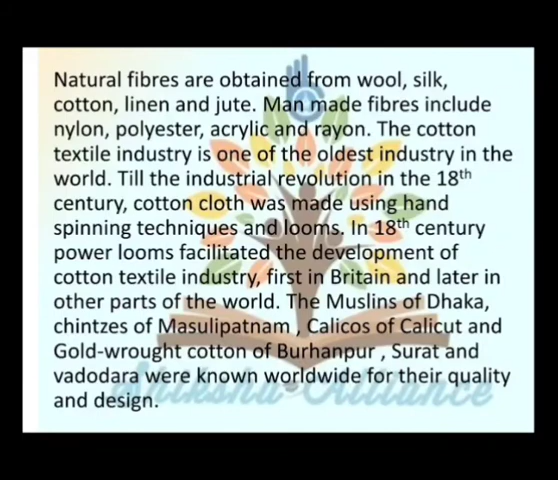 Natural fibres are obtained from wool, silk,
cotton, linen and jute. Man made fibres include
nylon, polyester, acrylic and rayon. The cotton
textile industry is one of the oldest industry in the
world. Till the industrial revolution in the 18th
century, cotton cloth was made using hand
spinning techniques and looms. In 18th century
power looms facilitated the development of
cotton textile industry, first in Britain and later in
other parts of the world. The Muslins of Dhaka,
chintzes of Masulipatnam , Calicos of Calicut and
Gold-wrought cotton of Burhanpur , Surat and
vadodara were known worldwide for their quality
and design.